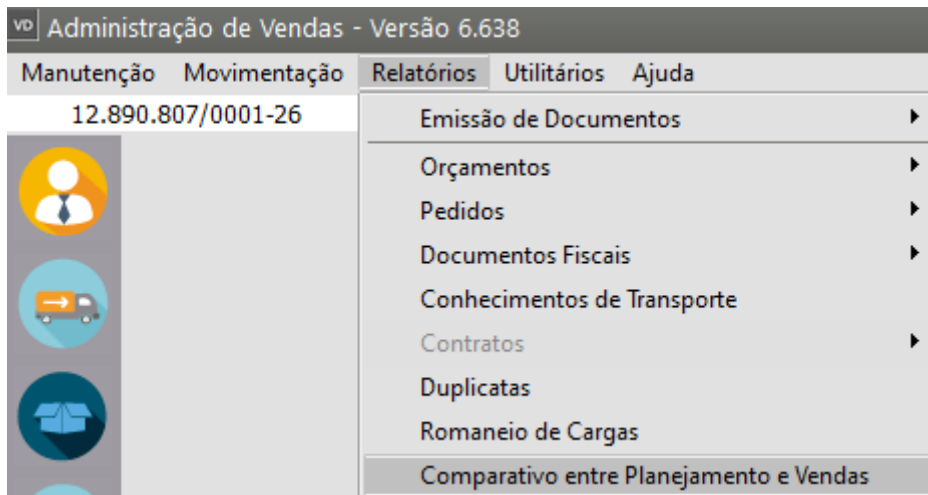 VD Administração de Vendas - Versão 6.638
Manutenção Movimentação Relatórios Utilitários Ajuda
12.890.807/0001-26
Emissão de Documentos
Orçamentos
Pedidos
Documentos Fiscais
Conhecimentos de Transporte
Contratos
Duplicatas
Romaneio de Cargas
Comparativo entre Planejamento e Vendas